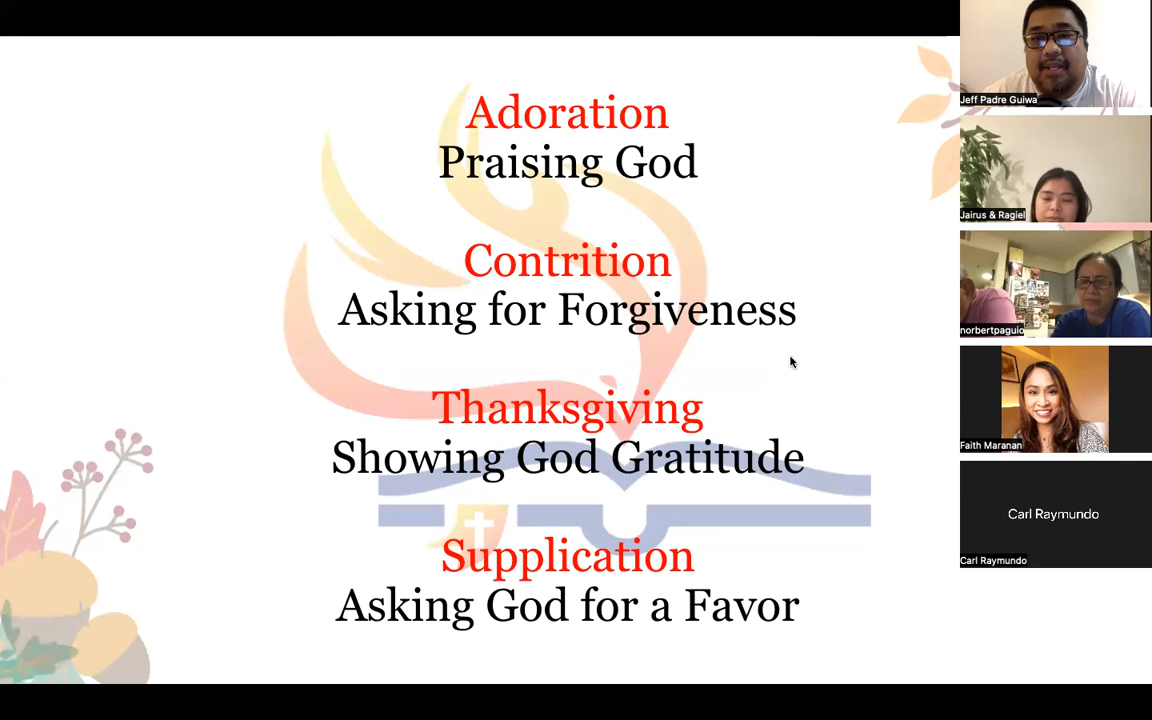 Adoration
Praising God
Contrition
Asking for Forgiveness
Thanksgiving
Showing God Gratitude
Supplication
Asking God for a Favor
Jeff Padre Guiwa
Jairus & Ragiel
norbertpaguio
Faith Maranan
Carl Raymundo
Carl Raymundo